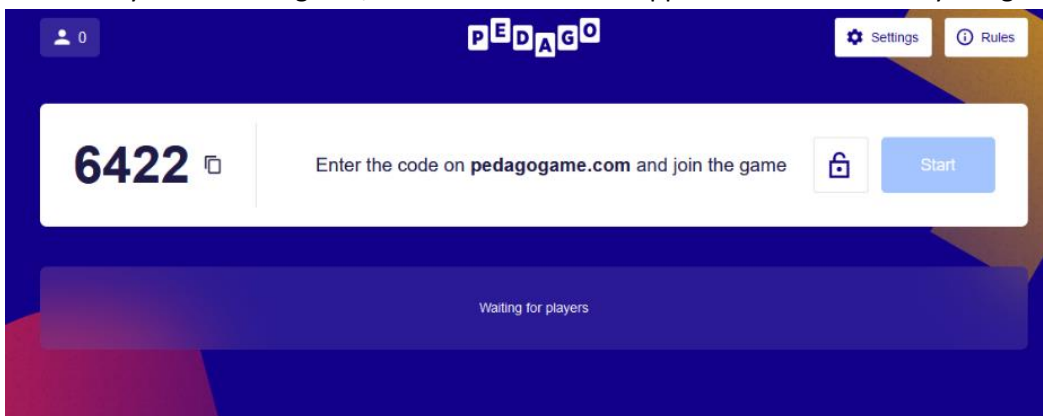 0
PEDAGO
Settings
Rules
6422
Enter the code on pedagogame.com and join the game
Start
Waiting for players